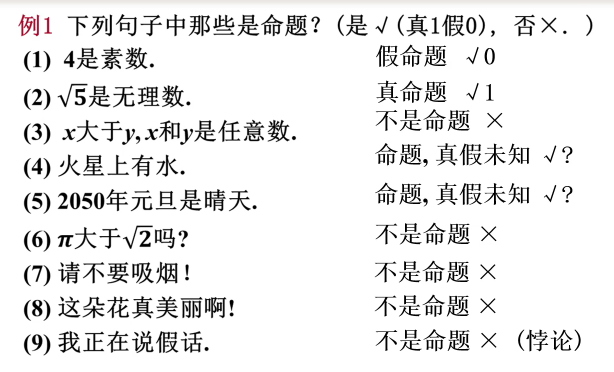 例1 下列句子中那些是命题？(是√(真1假0), 否×. )
(1) 4是素数. 假命题 √0
(2) √5是无理数. 真命题 √1
(3) x大于y, x和y是任意数. 不是命题 ×
(4) 火星上有水. 命题, 真假未知 √?
(5) 2050年元旦是晴天. 命题, 真假未知 √?
(6) π大于√2吗? 不是命题 ×
(7) 请不要吸烟! 不是命题 ×
(8) 这朵花真美丽啊! 不是命题 ×
(9) 我正在说假话. 不是命题 × (悖论)